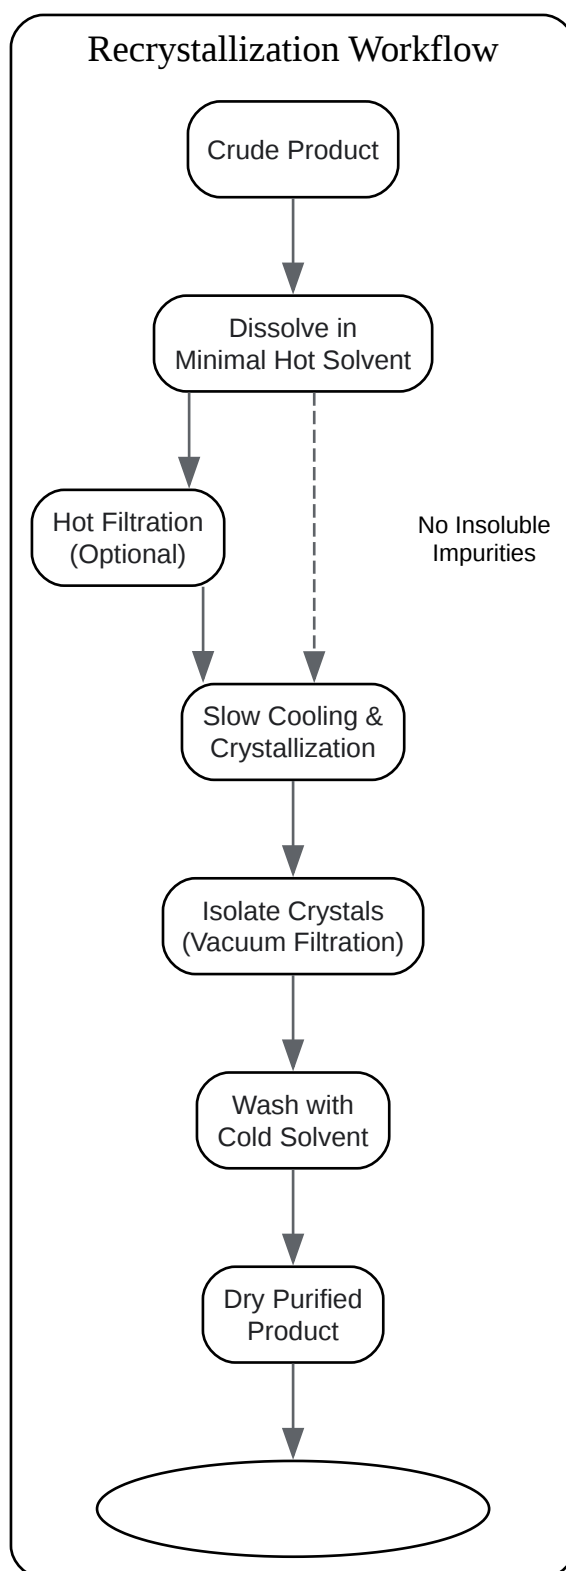 Recrystallization Workflow
Crude Product
Dissolve in
Minimal Hot Solvent
Hot Filtration
(Optional)
No Insoluble
Impurities
Slow Cooling &
Crystallization
Isolate Crystals
(Vacuum Filtration)
Wash with
Cold Solvent
Dry Purified
Product